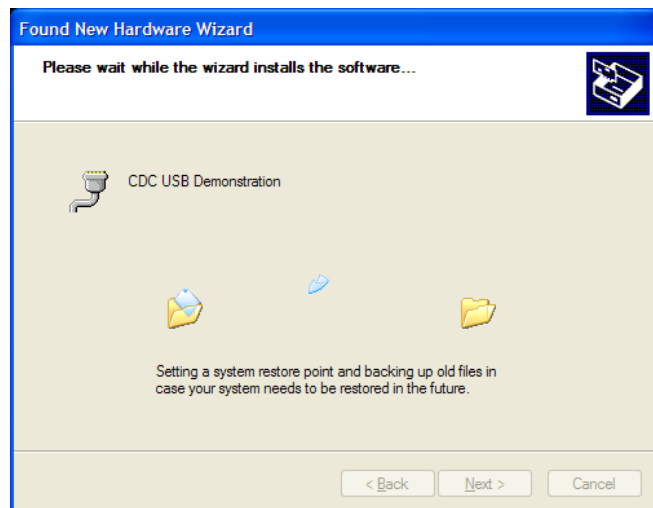 Found New Hardware Wizard
Please wait while the wizard installs the software...
CDC USB Demonstration
Setting a system restore point and backing up old files in
case your system needs to be restored in the future.
< Back
Next >
Cancel